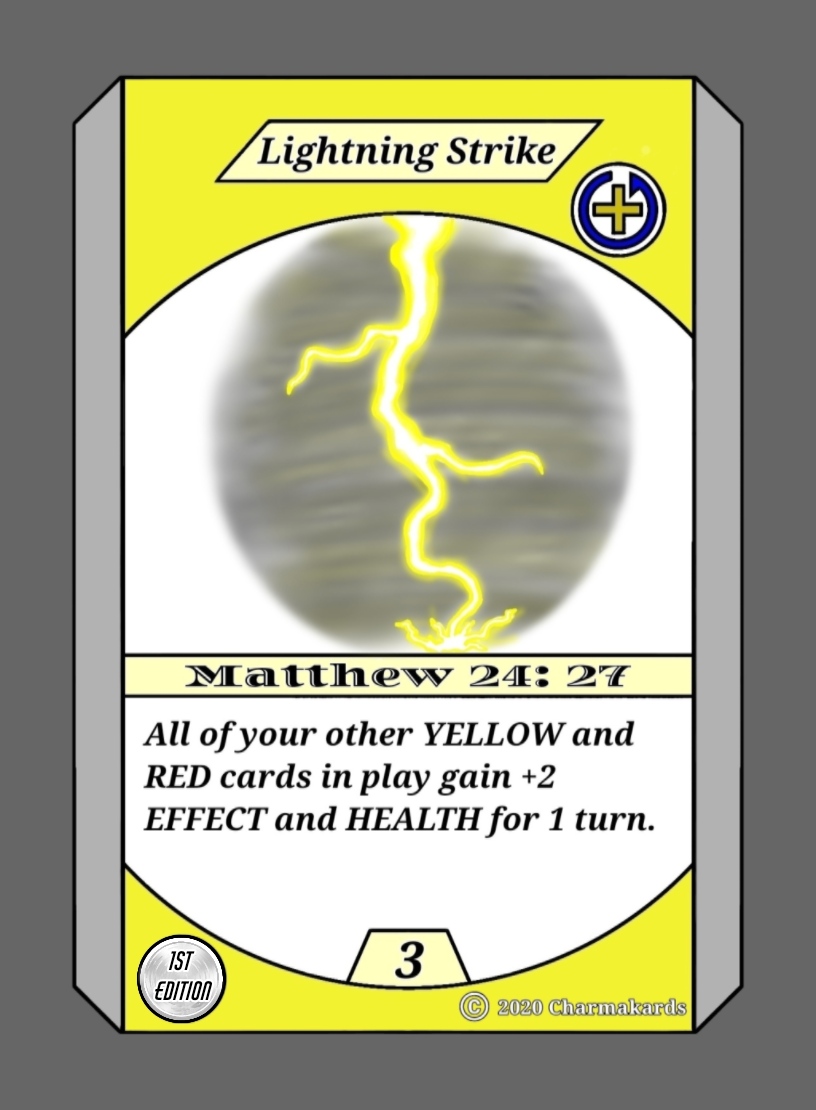 Lightning Strike
Matthew 24: 27
All of your other YELLOW and
RED cards in play gain +2
EFFECT and HEALTH for 1 turn.
3
1ST
EDITION
© 2020 Charmakards